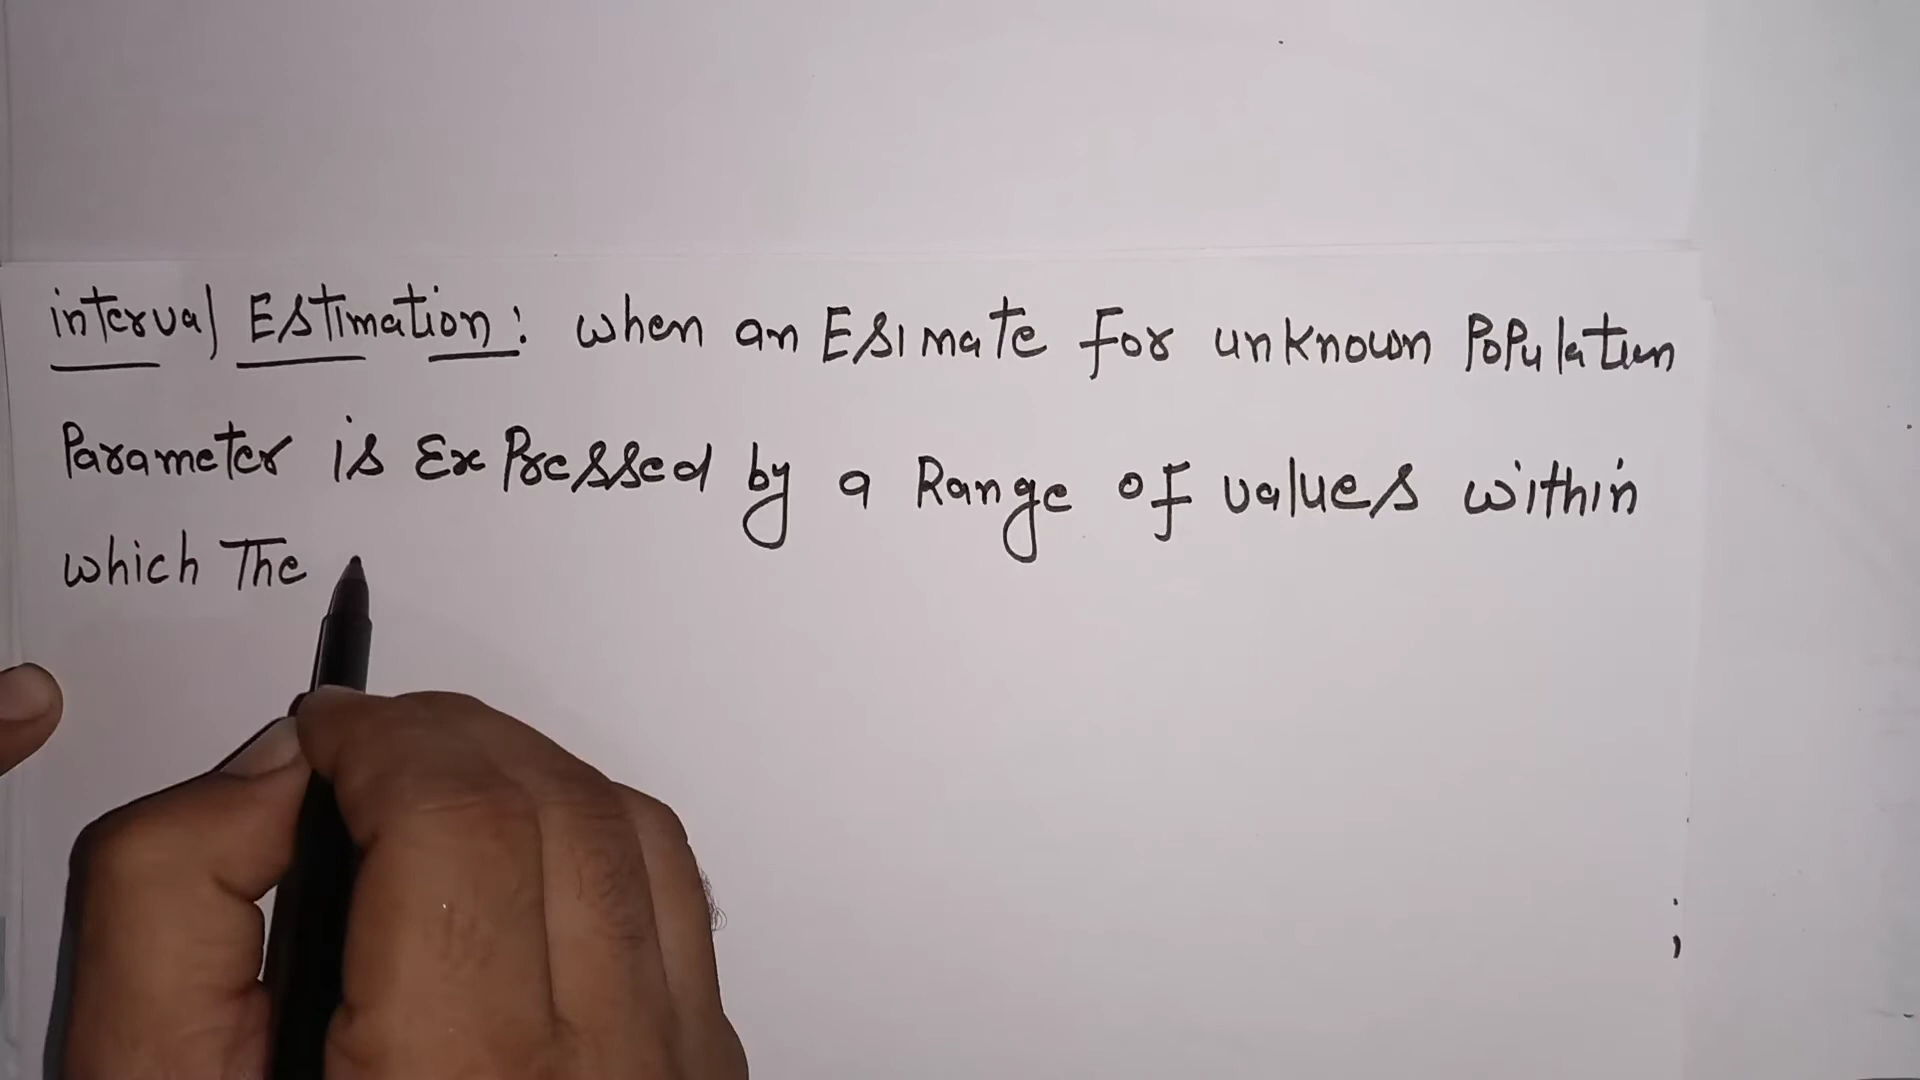 interval Estimation: when an Esimate for unknown Population
Parameter is Expressed by a Range of values within
which The